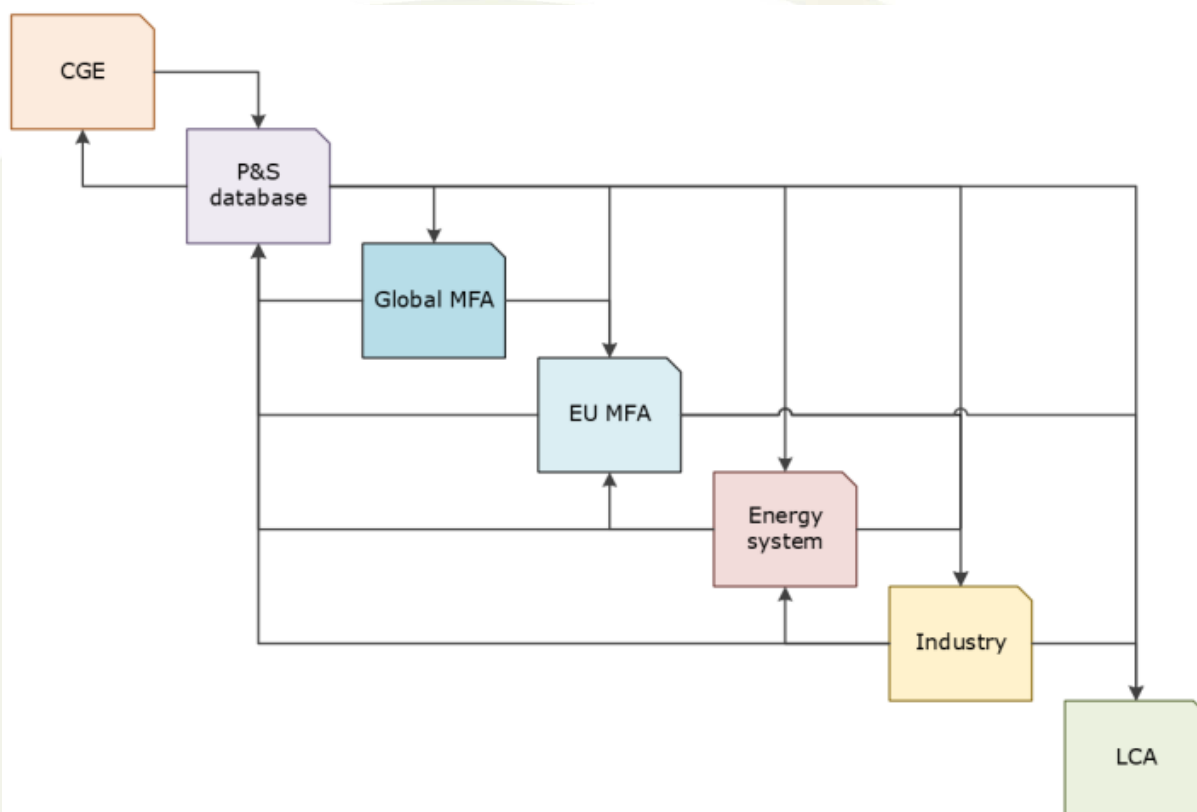 CGE
P&S
database
Global MFA
EU MFA
Energy
system
Industry
LCA